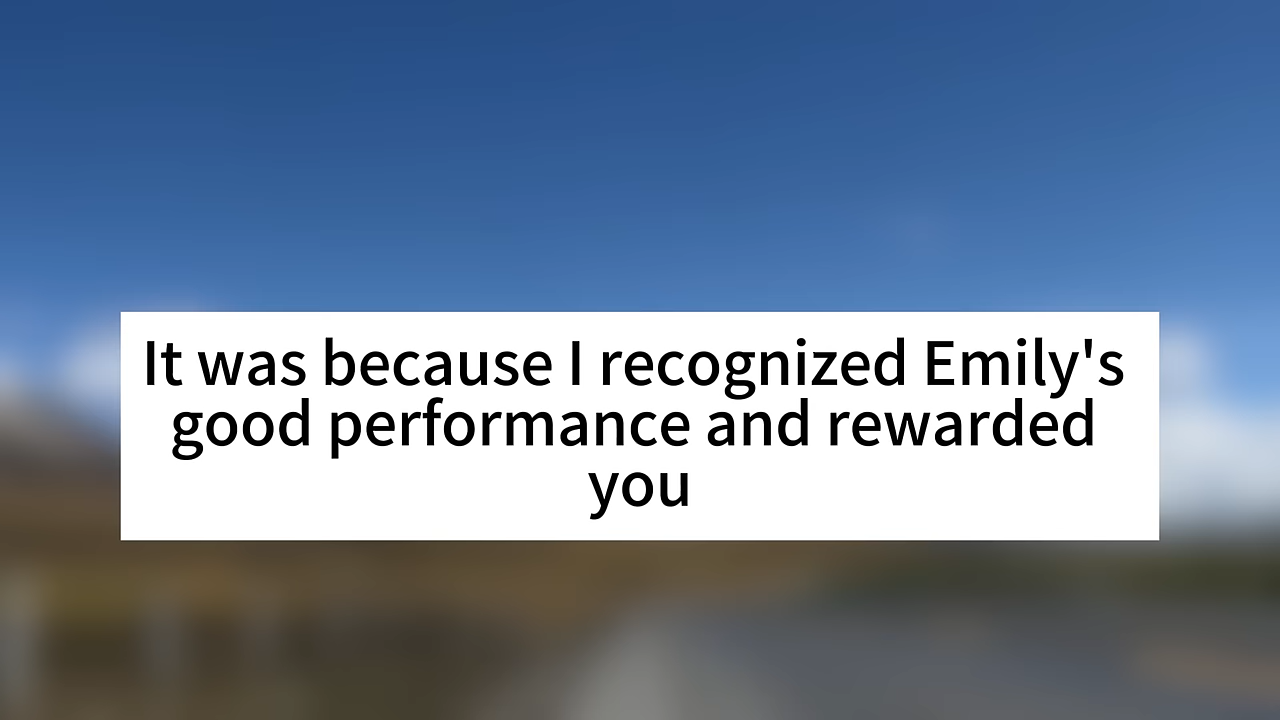 It was because I recognized Emily's
good performance and rewarded
you